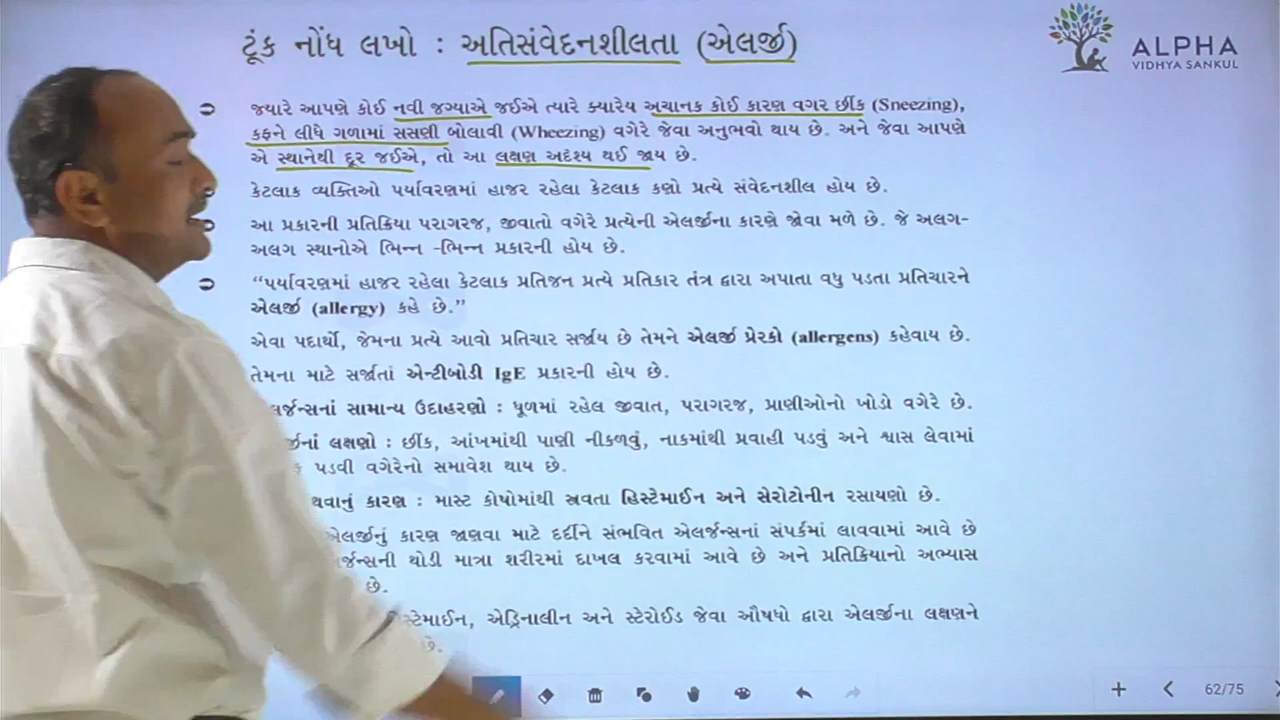 ટૂંક નોંધ લખો : અતિસંવેદનશીલતા (એલર્જી)
ALPHA
VIDHYA SANKUL
જયારે આપણે કોઈ નવી જગ્યાએ જઈએ ત્યારે ક્યારેય અચાનક કોઈ કારણ વગર છીંક (Sneezing),
કફને લીધે ગળામાં સસણી બોલાવી (Wheezing) વગેરે જેવા અનુભવો થાય છે. અને જેવા આપણે
એ સ્થાનેથી દૂર જઈએ, તો આ લક્ષણ અદૃશ્ય થઈ જાય છે.
કેટલાક વ્યક્તિઓ પર્યાવરણમાં હાજર રહેલા કેટલાક કણો પ્રત્યે સંવેદનશીલ હોય છે.
આ પ્રકારની પ્રતિક્રિયા પરાગરજ, જીવાતો વગેરે પ્રત્યેની એલર્જીના કારણે જોવા મળે છે. જે અલગ-
અલગ સ્થાનોએ ભિન્ન -ભિન્ન પ્રકારની હોય છે.
“પર્યાવરણમાં હાજર રહેલા કેટલાક પ્રતિજન પ્રત્યે પ્રતિકાર તંત્ર દ્વારા અપાતા વધુ પડતા પ્રતિચારને
એલર્જી (allergy) કહે છે.”
એવા પદાર્થો, જેમના પ્રત્યે આવો પ્રતિચાર સર્જાય છે તેમને એલર્જી પ્રેરકો (allergens) કહેવાય છે.
તેમના માટે સર્જાતાં એન્ટીબોડી IgE પ્રકારની હોય છે.
સામાન્ય ઉદાહરણો : ધૂળમાં રહેલ જીવાત, પરાગરજ, પ્રાણીઓનો ખોડો વગેરે છે.
લક્ષણો : છીંક, આંખમાંથી પાણી નીકળવું, નાકમાંથી પ્રવાહી પડવું અને શ્વાસ લેવામાં
પડવી વગેરેનો સમાવેશ થાય છે.
થવાનું કારણ : માસ્ટ કોષોમાંથી સ્રવતા હિસ્ટેમાઈન અને સેરોટોનીન રસાયણો છે.
એલર્જીનું કારણ જાણવા માટે દર્દીને સંભવિત એલર્જન્સનાં સંપર્કમાં લાવવામાં આવે છે
થોડી માત્રા શરીરમાં દાખલ કરવામાં આવે છે અને પ્રતિક્રિયાનો અભ્યાસ
છે.
એડ્રિનાલીન અને સ્ટેરોઈડ જેવા ઔષધો દ્વારા એલર્જીના લક્ષણને
છે.
62/75